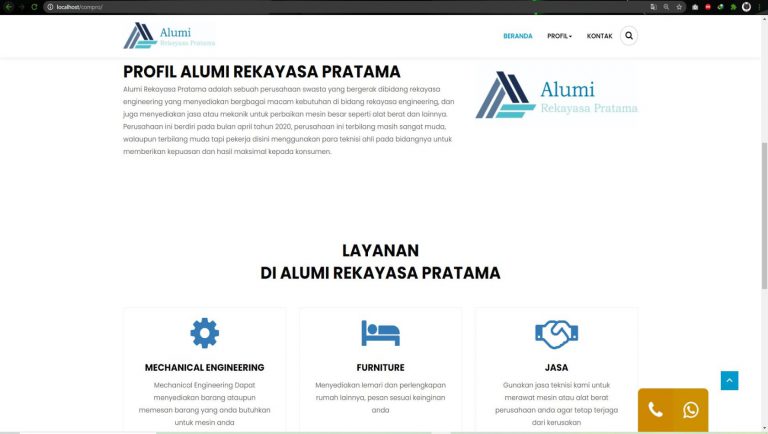 localhost/compro/
Alumi
Rekayasa Pratama
BERANDA PROFIL KONTAK
PROFIL ALUMI REKAYASA PRATAMA
Alumi Rekayasa Pratama adalah sebuah perusahaan swasta yang bergerak dibidang rekayasa
engineering yang menyediakan bergbagai macam kebutuhan di bidang rekayasa engineering, dan
juga menyediakan jasa atau mekanik untuk perbaikan mesin besar seperti alat berat dan lainnya.
Perusahaan ini berdiri pada bulan april tahun 2020, perusahaan ini terbilang masih sangat muda,
walaupun terbilang muda tapi pekerja disini menggunakan para teknisi ahli pada bidangnya untuk
memberikan kepuasan dan hasil maksimal kepada konsumen.
Alumi
Rekayasa Pratama
LAYANAN
DI ALUMI REKAYASA PRATAMA
MECHANICAL ENGINEERING
Mechanical Engineering Dapat
menyediakan barang ataupun
memesan barang yang anda butuhkan
untuk mesin anda
FURNITURE
Menyediakan lemari dan perlengkapan
rumah lainnya, pesan sesuai keinginan
anda
JASA
Gunakan jasa teknisi kami untuk
merawat mesin atau alat berat
perusahaan anda agar tetap terjaga
dari kerusakan